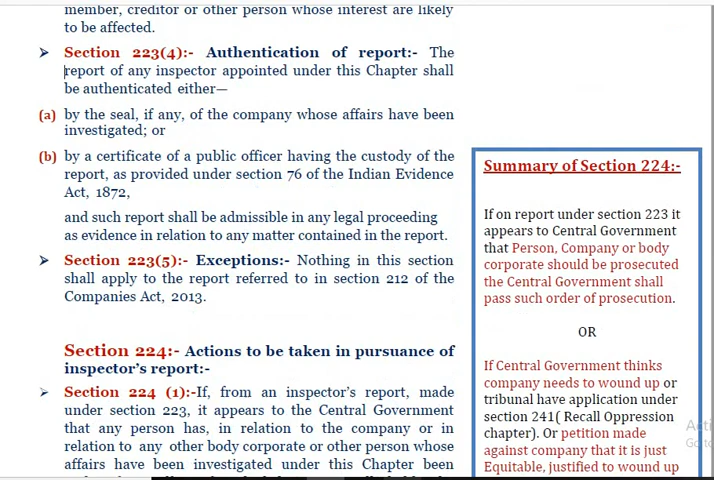 member, creditor or other person whose interest are likely
to be affected.
➢ Section 223(4):- Authentication of report:- The
report of any inspector appointed under this Chapter shall
be authenticated either—
(a) by the seal, if any, of the company whose affairs have been
investigated; or
(b) by a certificate of a public officer having the custody of the
report, as provided under section 76 of the Indian Evidence
Act, 1872,
and such report shall be admissible in any legal proceeding
as evidence in relation to any matter contained in the report.
➢ Section 223(5):- Exceptions:- Nothing in this section
shall apply to the report referred to in section 212 of the
Companies Act, 2013.
Section 224:- Actions to be taken in pursuance of
inspector's report:-
➢ Section 224 (1):-If, from an inspector's report, made
under section 223, it appears to the Central Government
that any person has, in relation to the company or in
relation to any other body corporate or other person whose
affairs have been investigated under this Chapter been
Summary of Section 224:-
If on report under section 223 it
appears to Central Government
that Person, Company or body
corporate should be prosecuted
the Central Government shall
pass such order of prosecution.
OR
If Central Government thinks
company needs to wound up or
tribunal have application under
section 241( Recall Oppression
chapter). Or petition made
against company that it is just
Equitable, justified to wound up